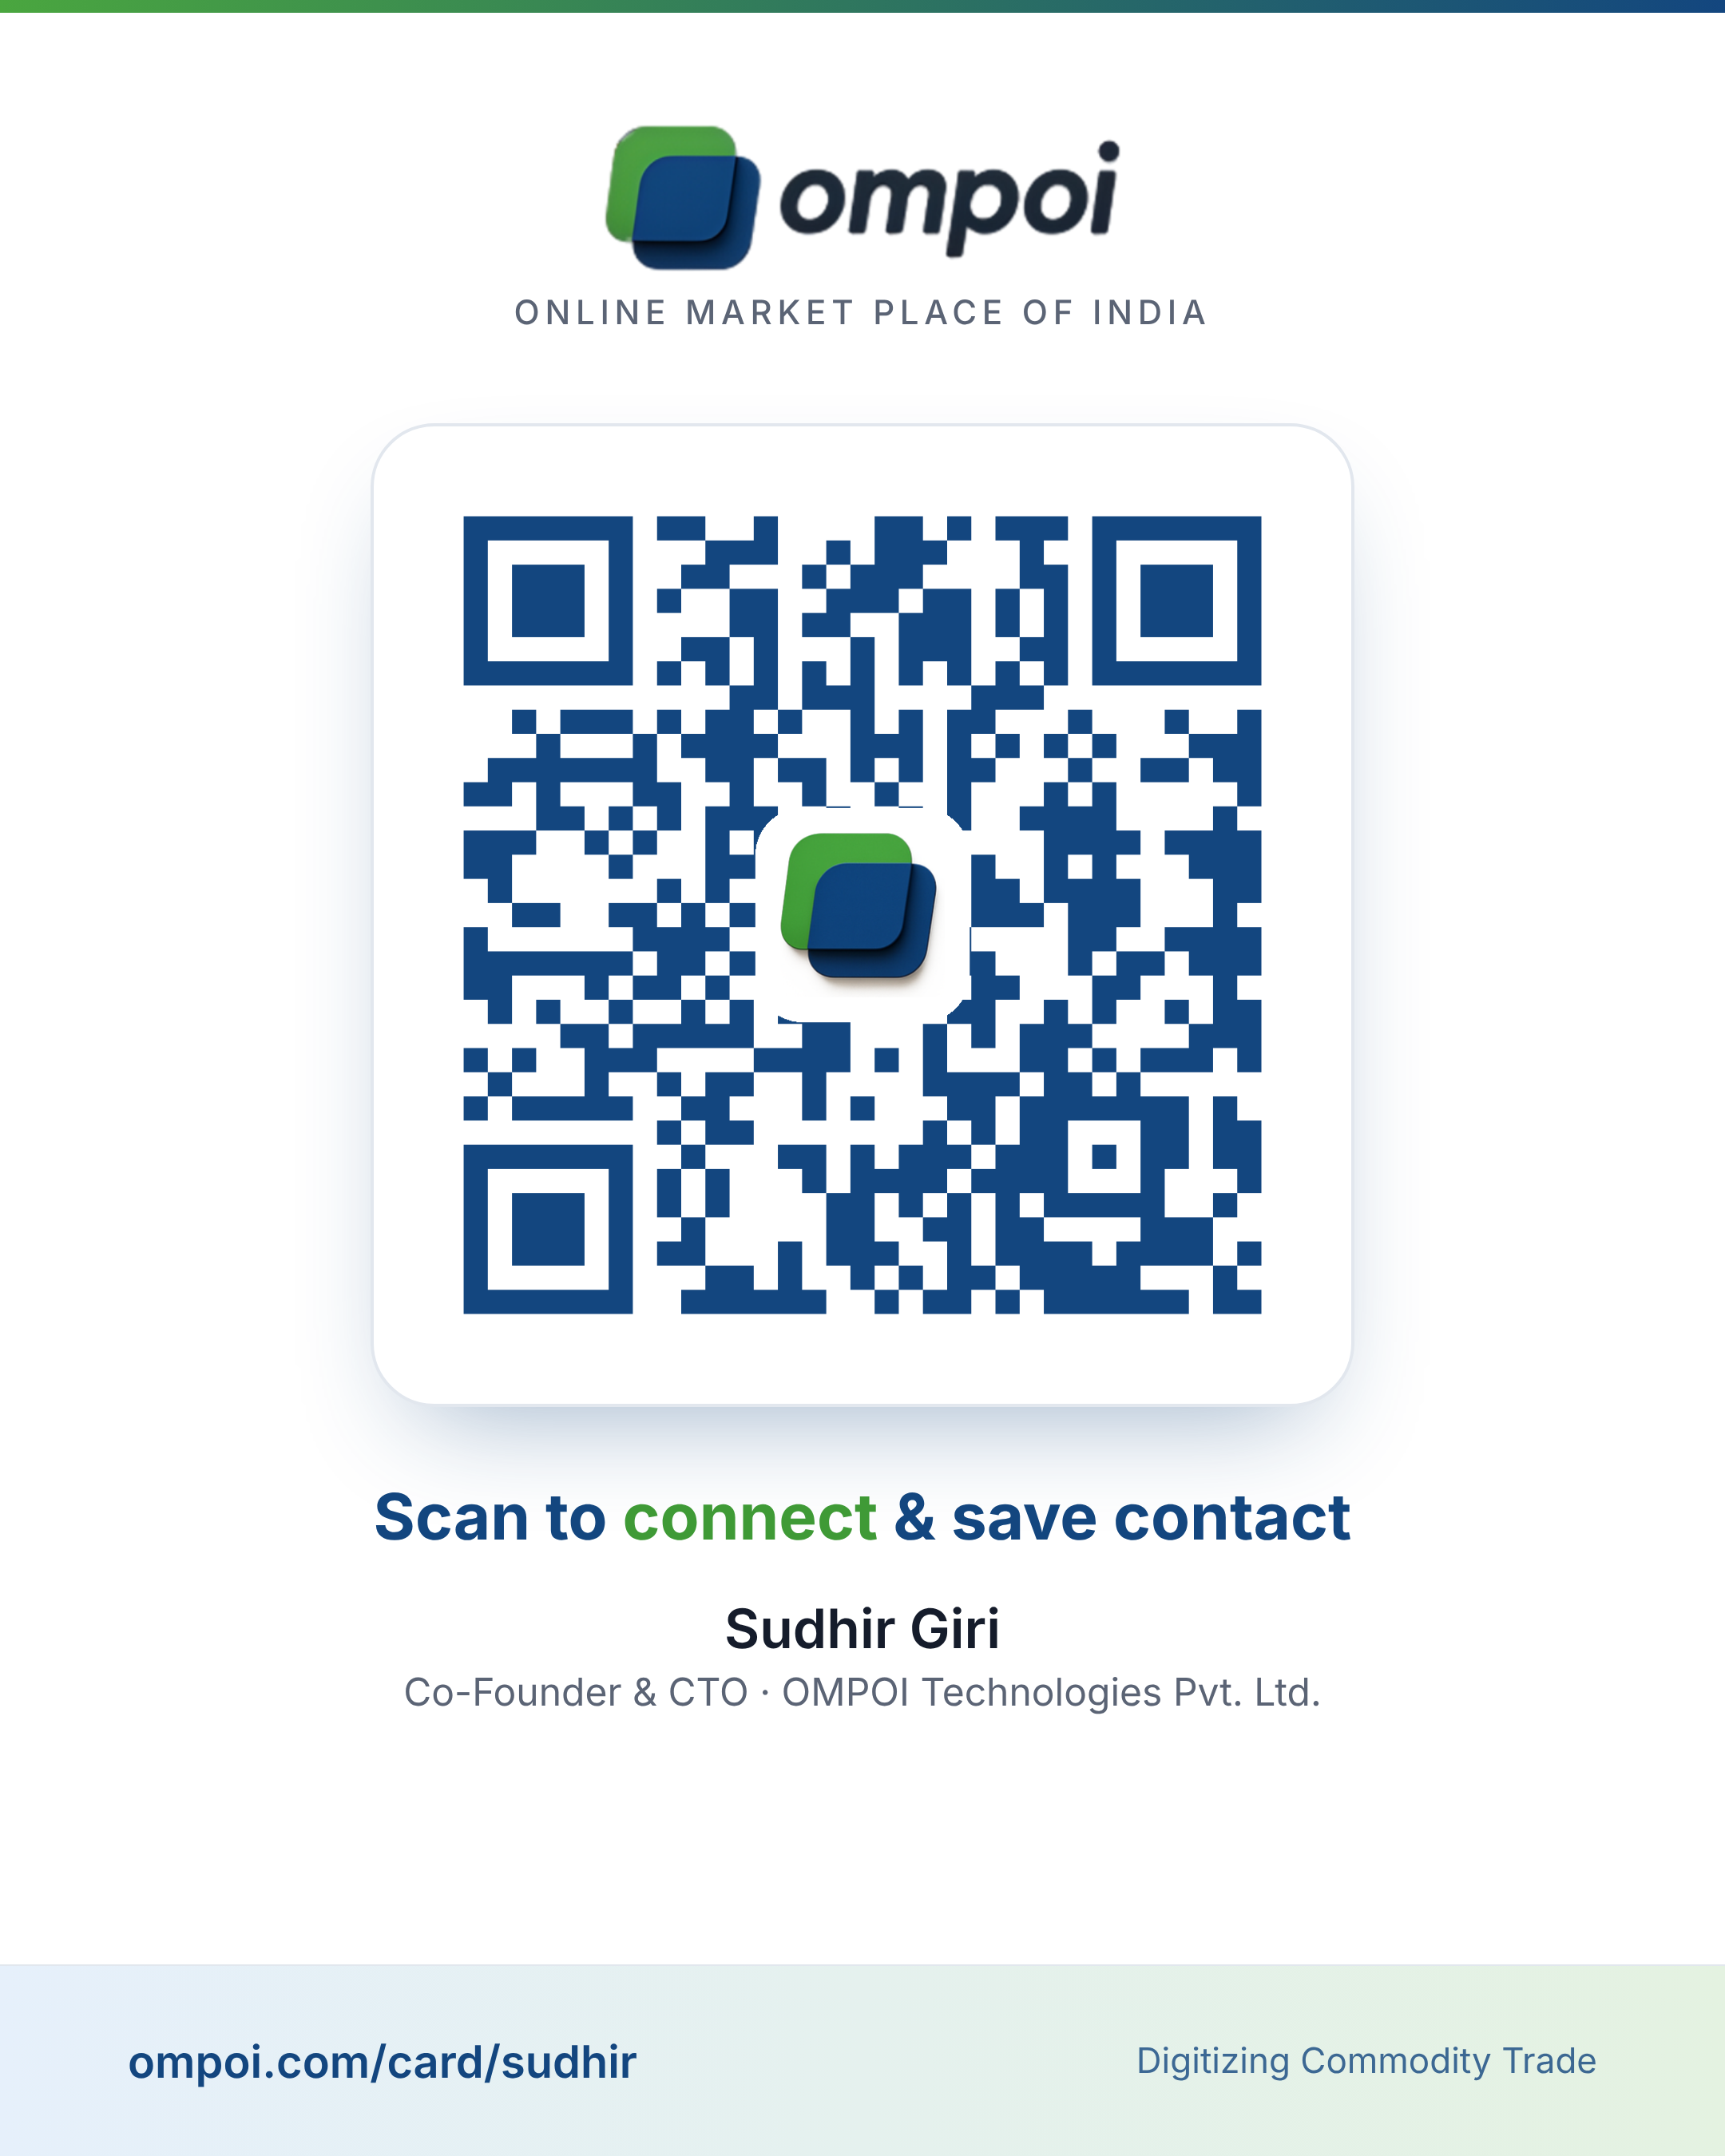 ompoi
ONLINE MARKET PLACE OF INDIA
Scan to connect & save contact
Sudhir Giri
Co-Founder & CTO · OMPOI Technologies Pvt. Ltd.
ompoi.com/card/sudhir
Digitizing Commodity Trade